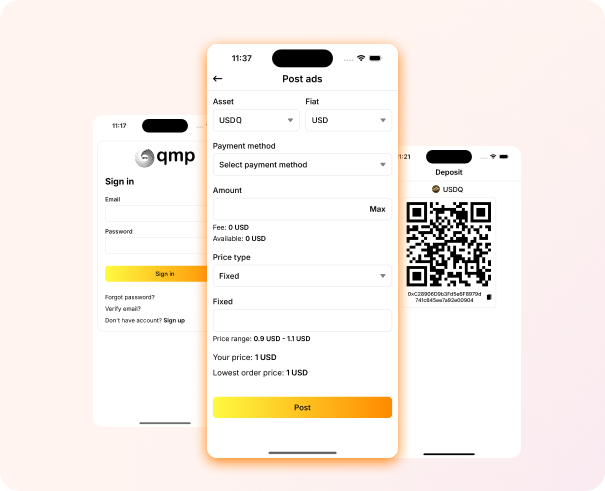 11:17
qmp
Sign in
Email
Password
Sign in
Forgot password?
Verify email?
Don't have account? Sign up
11:37
Post ads
Asset
Fiat
USDQ
USD
Payment method
Select payment method
Amount
Max
Fee: 0 USD
Available: 0 USD
Price type
Fixed
Fixed
Price range: 0.9 USD - 1.1 USD
Your price: 1 USD
Lowest order price: 1 USD
Post
1:21
Deposit
USDQ
0xC28906D9b3Fd5e6F8979d
741c845ee7a92e00904